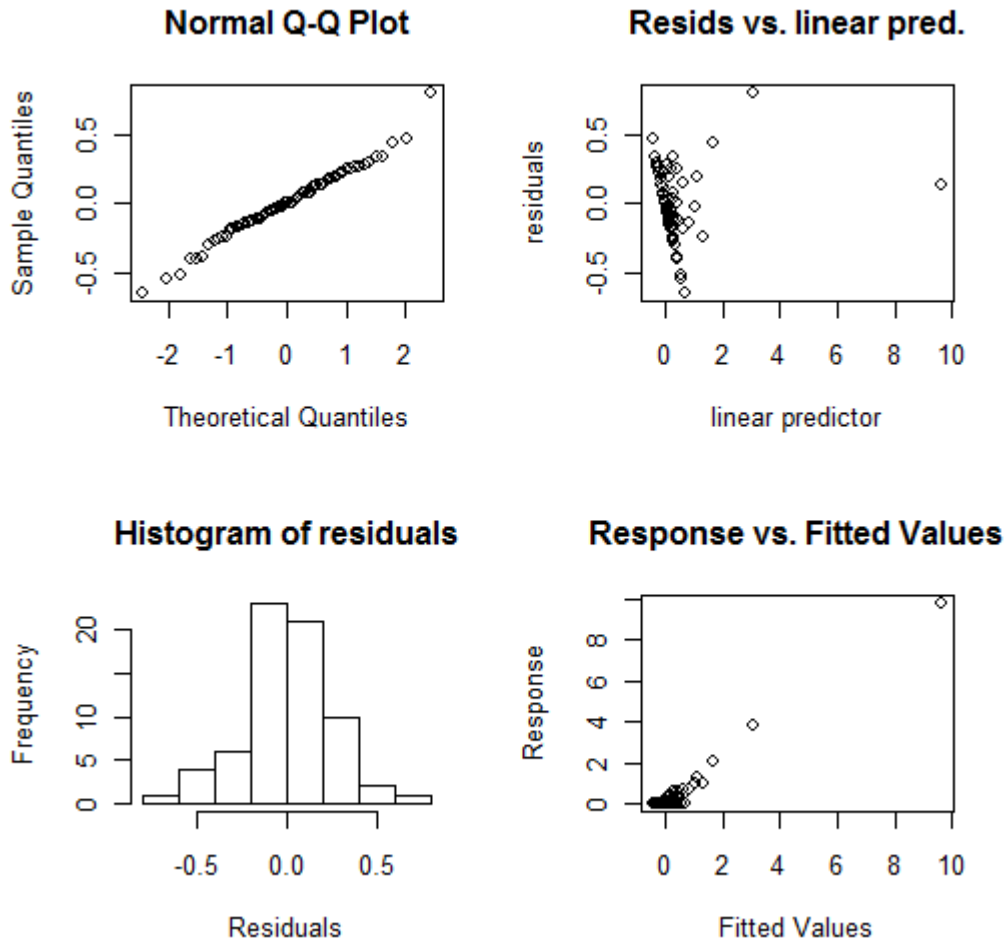 Normal Q-Q Plot
Sample Quantiles
0.5
0.0
-0.5
-2 -1 0 1 2
Theoretical Quantiles
Resids vs. linear pred.
residuals
0.5
0.0
-0.5
0 2 4 6 8 10
linear predictor
Histogram of residuals
Frequency
20
10
5
0
-0.5 0.0 0.5
Residuals
Response vs. Fitted Values
Response
8
6
4
2
0
0 2 4 6 8 10
Fitted Values